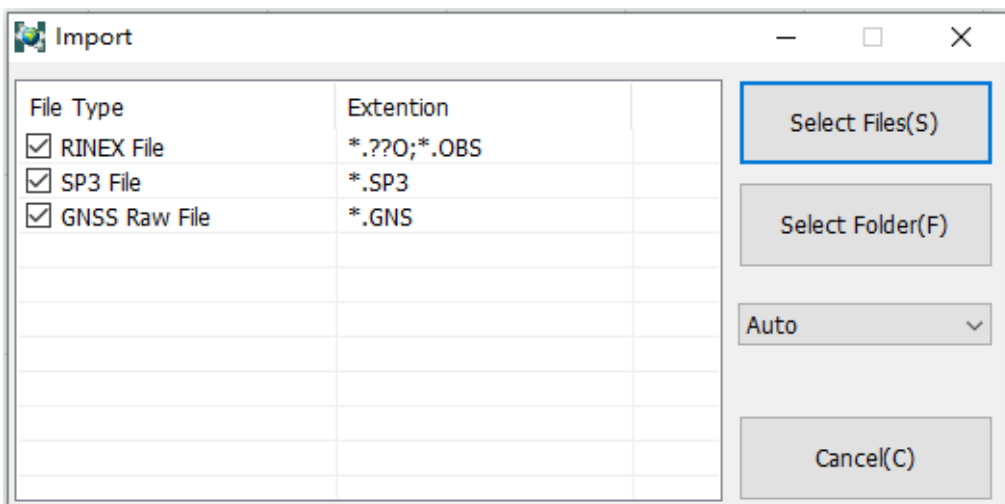 Import
File Type Extention
RINEX File *.??O;*.OBS
SP3 File *.SP3
GNSS Raw File *.GNS
Select Files(S)
Select Folder(F)
Auto
Cancel(C)